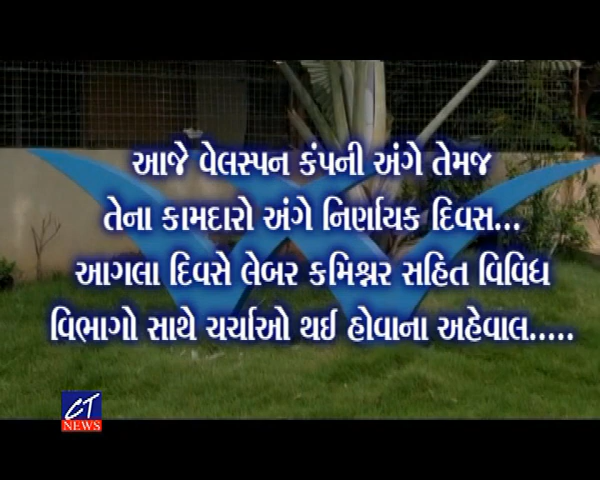 આજે વેલસ્પન કંપની અંગે તેમજ
તેના કામદારો અંગે નિર્ણાયક દિવસ...
આગલા દિવસે લેબર કમિશ્નર સહિત વિવિધ
વિભાગો સાથે ચર્ચાઓ થઈ હોવાના અહેવાલ.....
CT
NEWS